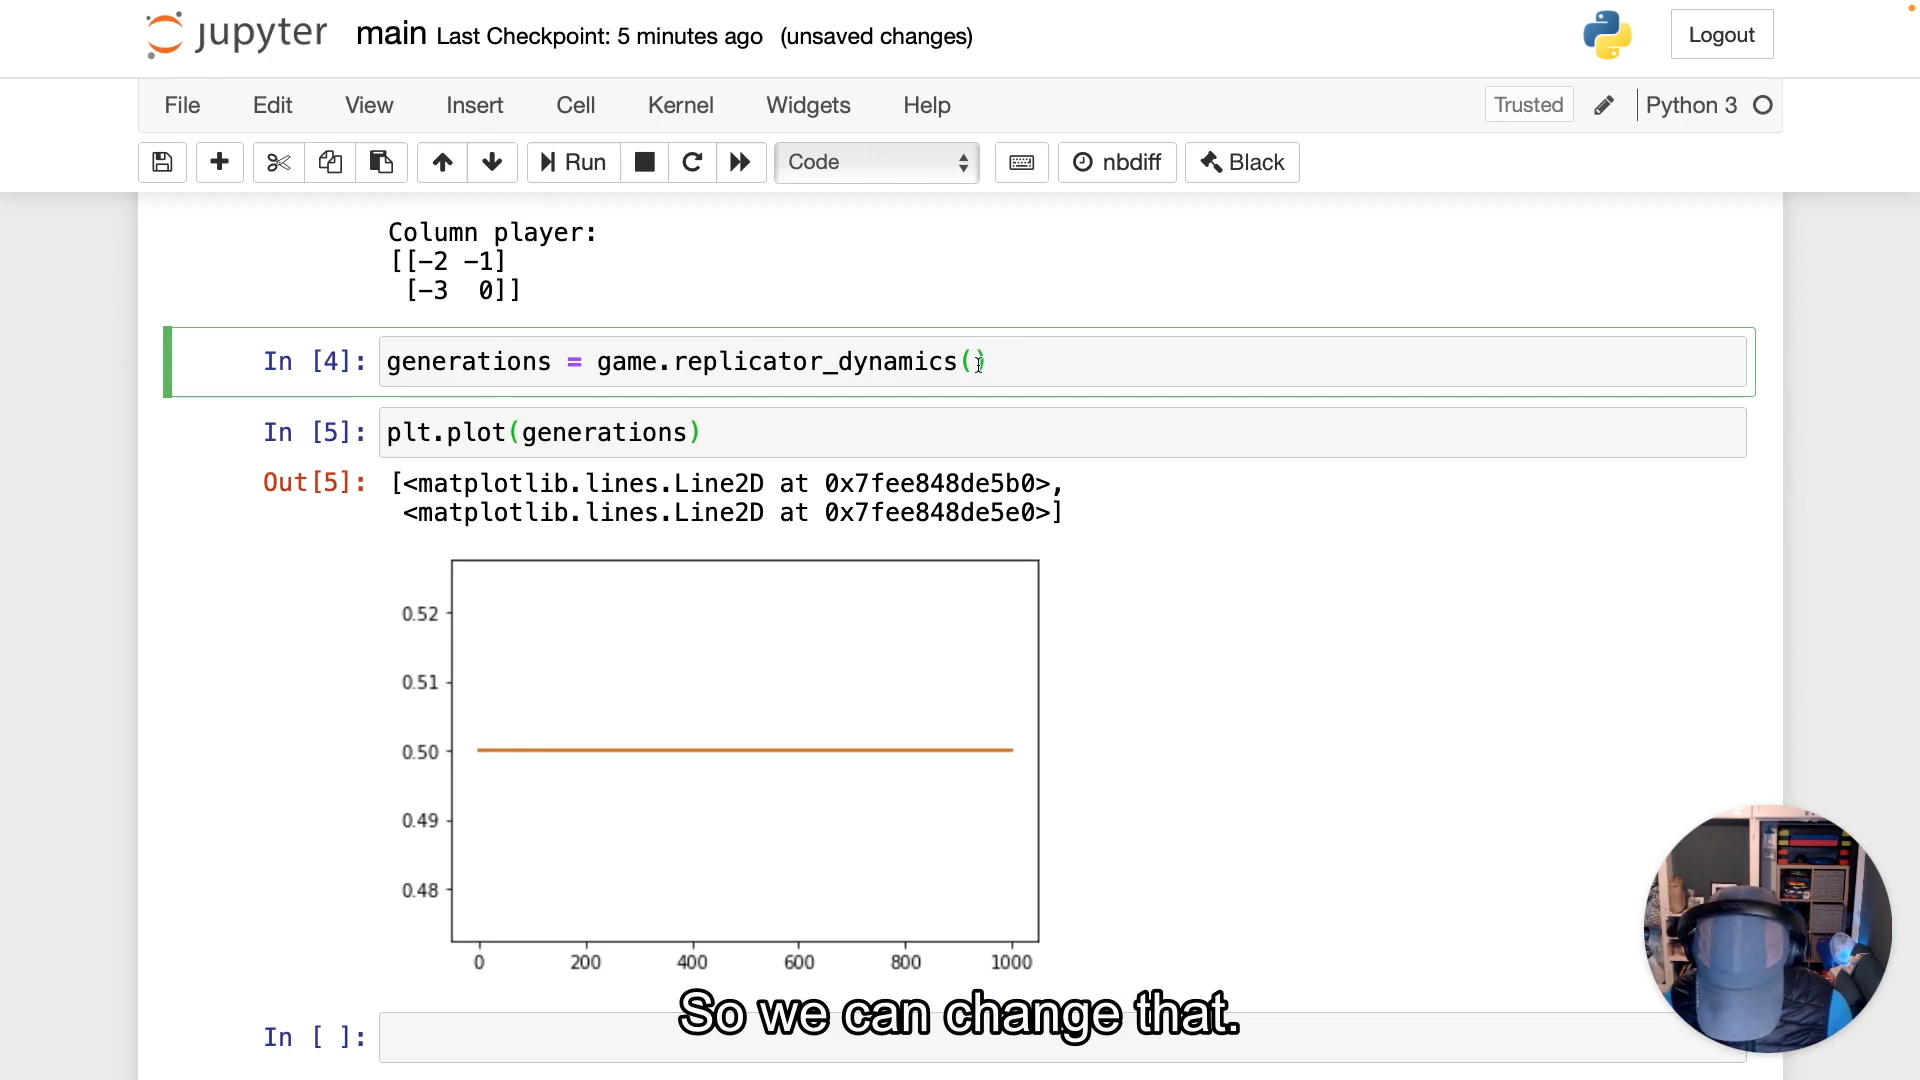 jupyter main Last Checkpoint: 5 minutes ago (unsaved changes) Logout
File Edit View Insert Cell Kernel Widgets Help Trusted Python 3
Run Code nbdiff Black
Column player:
[[-2 -1]
[-3  0]]
In [4]: generations = game.replicator_dynamics()
In [5]: plt.plot(generations)
Out[5]: [<matplotlib.lines.Line2D at 0x7fee848de5b0>,
<matplotlib.lines.Line2D at 0x7fee848de5e0>]
0.52
0.51
0.50
0.49
0.48
0 200 400 600 800 1000
So we can change that.
In [ ]: